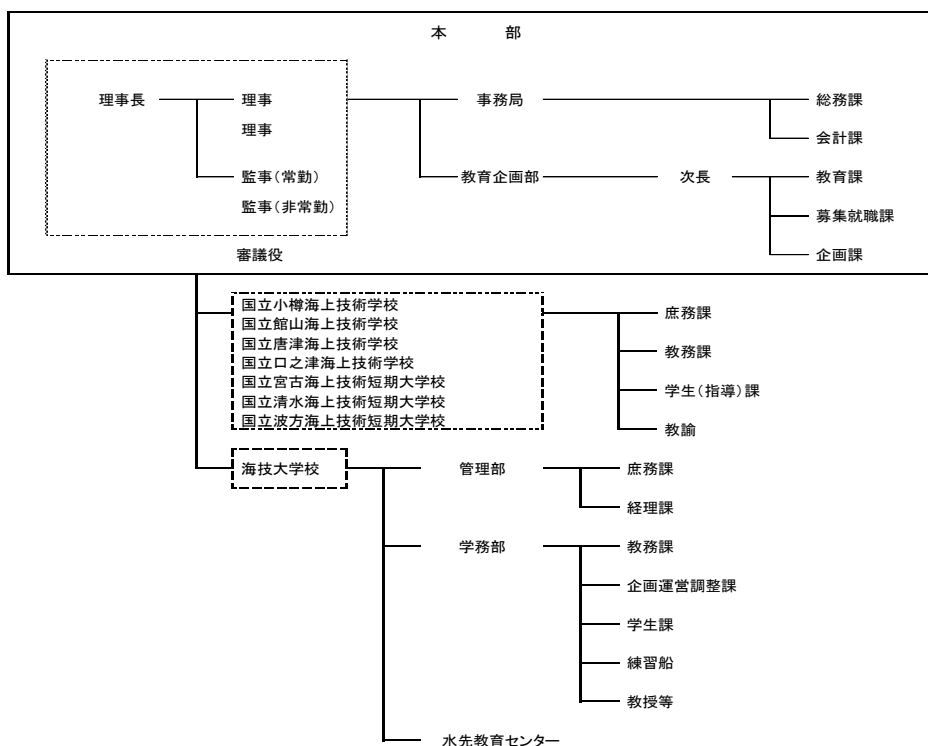 本 部
理事長 理事 事務局 総務課
理事 会計課
監事(常勤) 教育企画部 次長 教育課
監事(非常勤) 募集就職課
審議役 企画課
国立小樽海上技術学校 庶務課
国立館山海上技術学校
国立唐津海上技術学校 教務課
国立口之津海上技術学校
国立宮古海上技術短期大学校 学生(指導)課
国立清水海上技術短期大学校
国立波方海上技術短期大学校 教諭
海技大学校 管理部 庶務課
経理課
学務部 教務課
企画運営調整課
学生課
練習船
教授等
水先教育センター